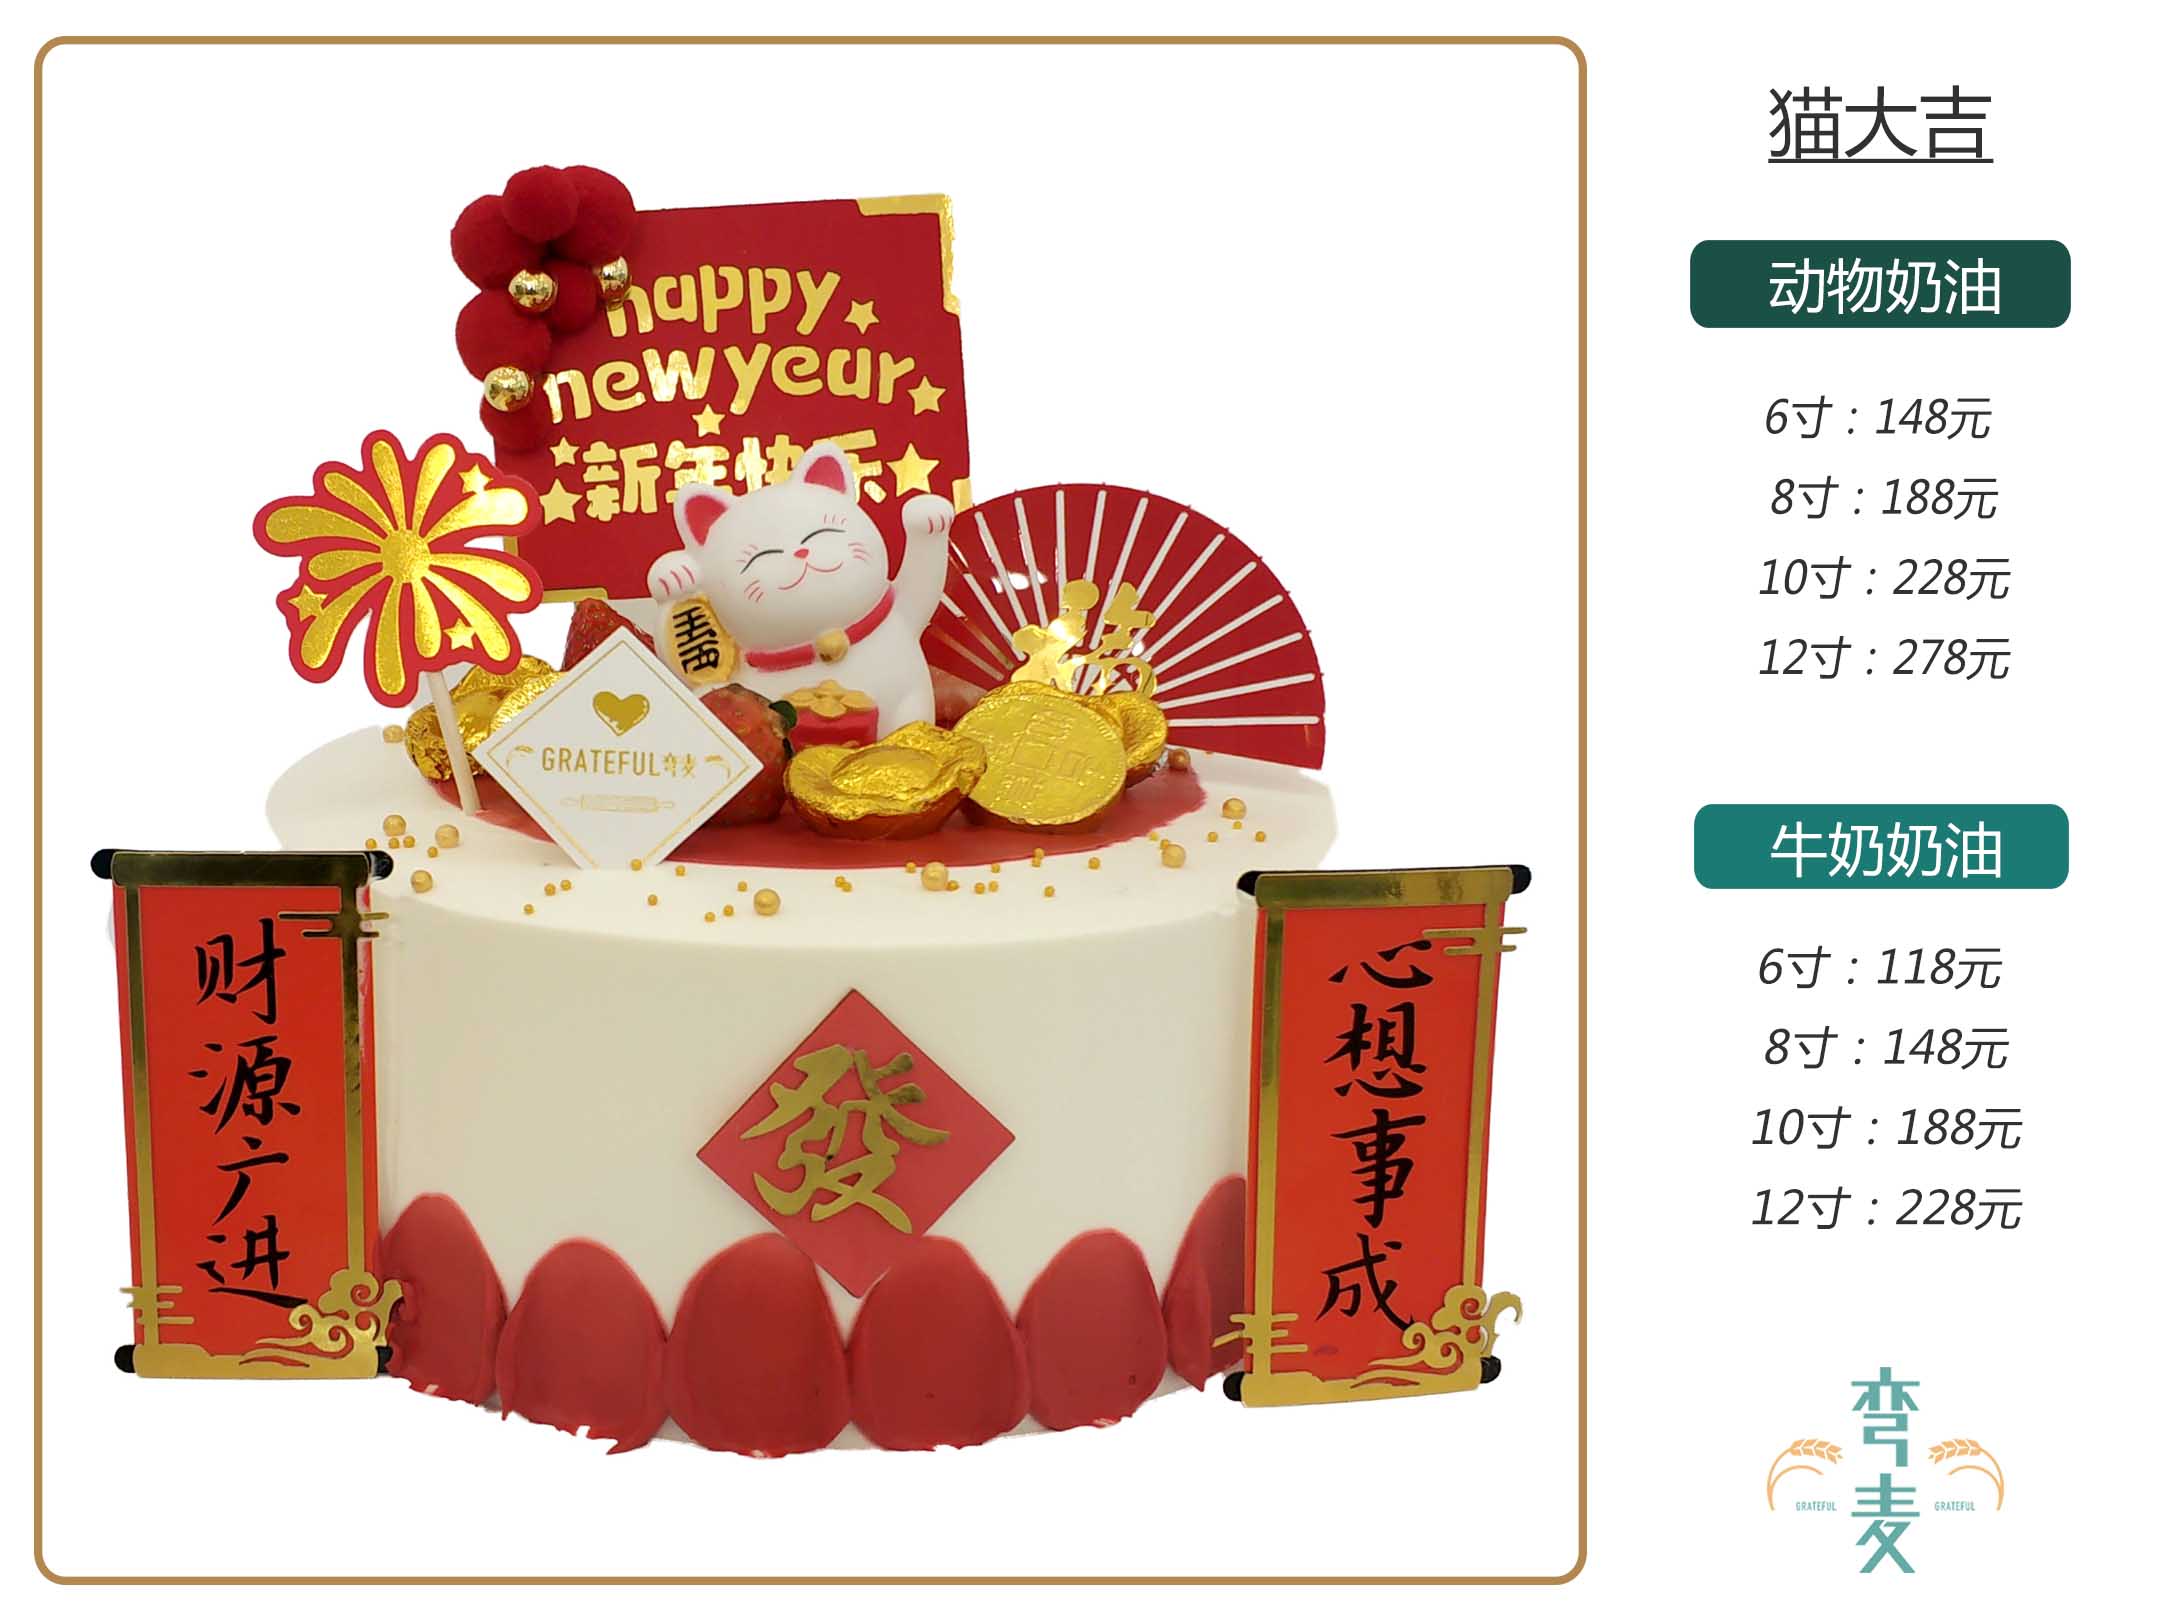 happy
new year
新年快乐
福
GRATEFUL弯麦
财源广进
心想事成
發
猫大吉
动物奶油
6寸：148元
8寸：188元
10寸：228元
12寸：278元
牛奶奶油
6寸：118元
8寸：148元
10寸：188元
12寸：228元
弯麦
GRATEFUL GRATEFUL